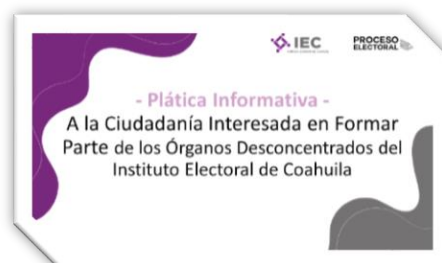 IEC
PROCESO
ELECTORAL
- Plática Informativa -
A la Ciudadanía Interesada en Formar
Parte de los Órganos Desconcentrados del
Instituto Electoral de Coahuila